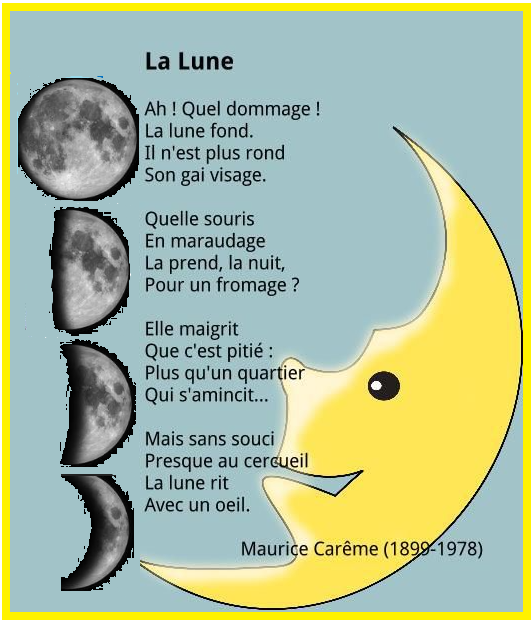 La Lune
Ah ! Quel dommage !
La lune fond.
Il n'est plus rond
Son gai visage.
Quelle souris
En maraudage
La prend, la nuit,
Pour un fromage ?
Elle maigrit
Que c'est pitié :
Plus qu'un quartier
Qui s'amincit...
Mais sans souci
Presque au cercueil
La lune rit
Avec un oeil.
Maurice Carême (1899-1978)